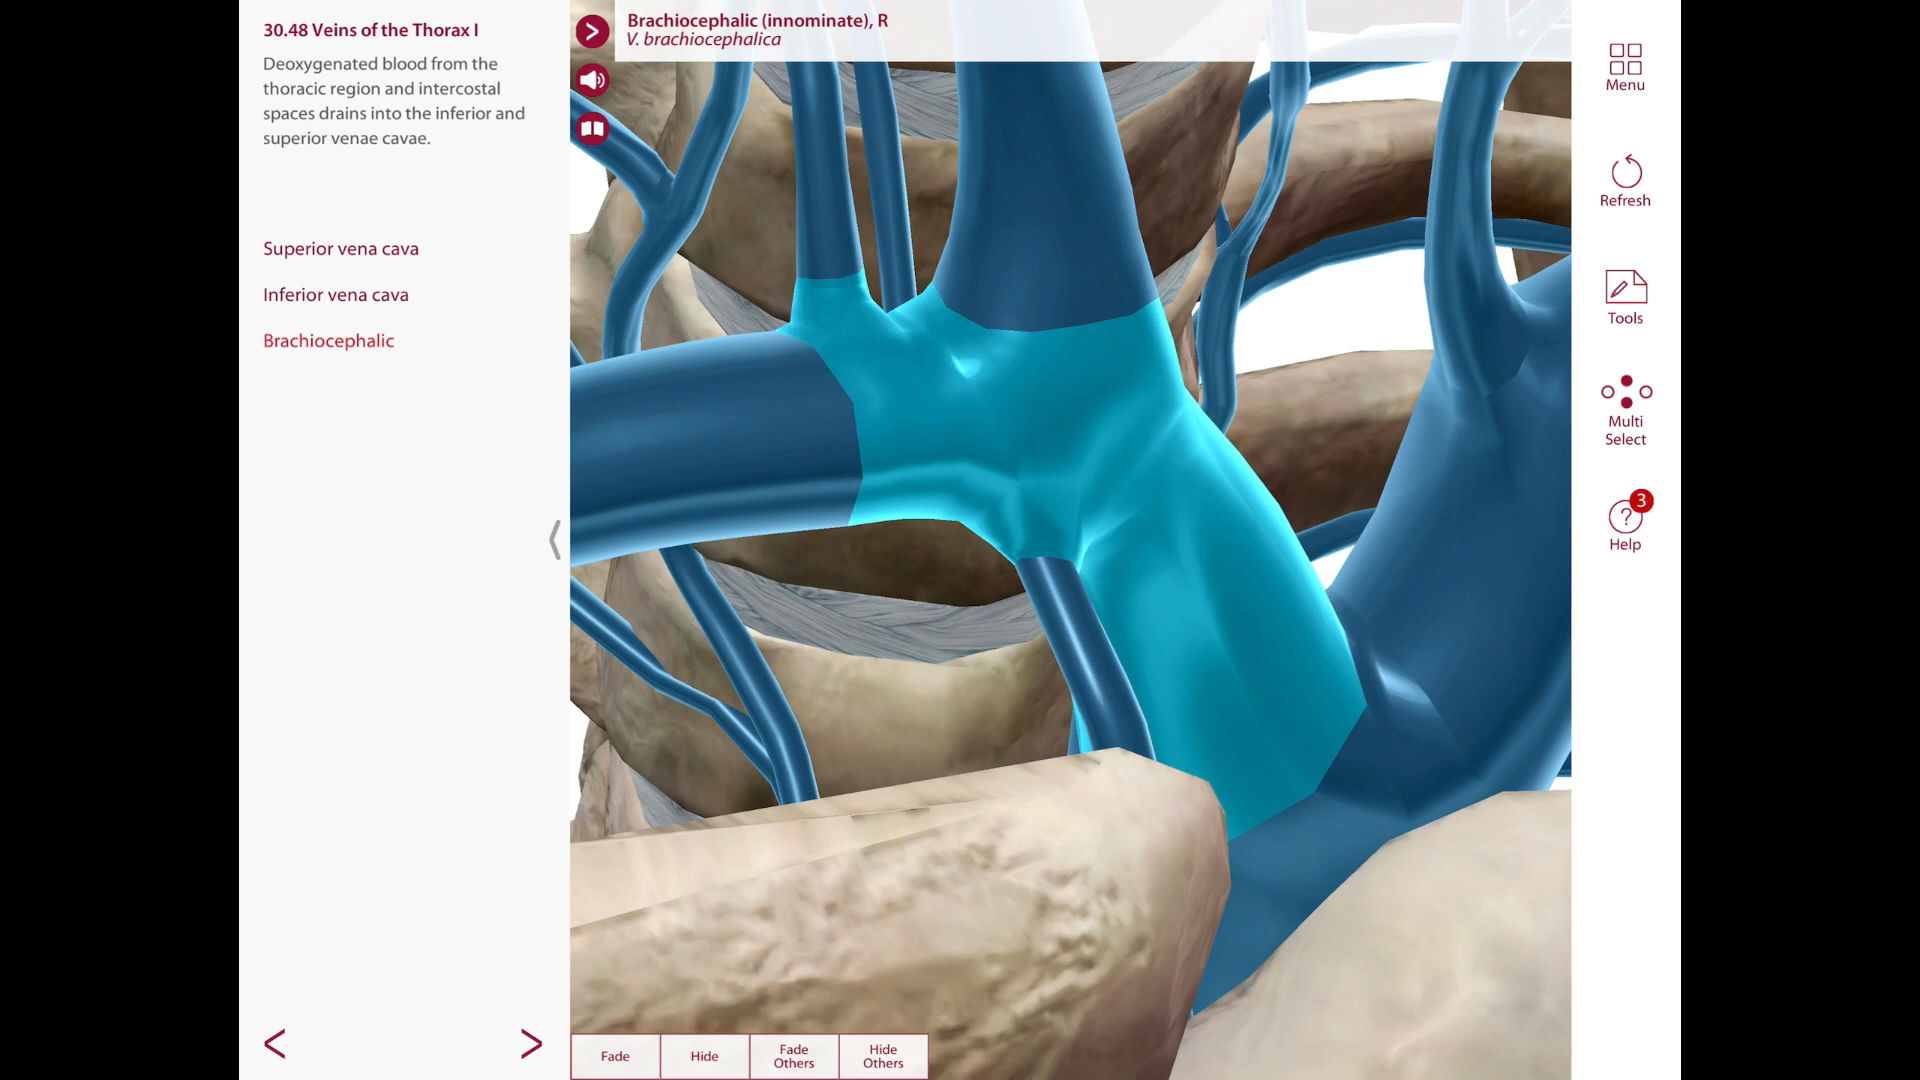 30.48 Veins of the Thorax I
Deoxygenated blood from the
thoracic region and intercostal
spaces drains into the inferior and
superior venae cavae.
Superior vena cava
Inferior vena cava
Brachiocephalic
Brachiocephalic (innominate), R
V. brachiocephalica
Fade
Hide
Fade
Others
Hide
Others
Menu
Refresh
Tools
Multi
Select
3
Help